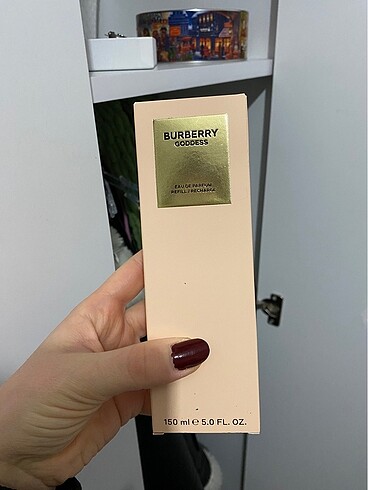 BURBERRY
GODDESS
EAU DE PARFUM
REFILL / RECHARGE
150 ml ℮ 5.0 FL. OZ.